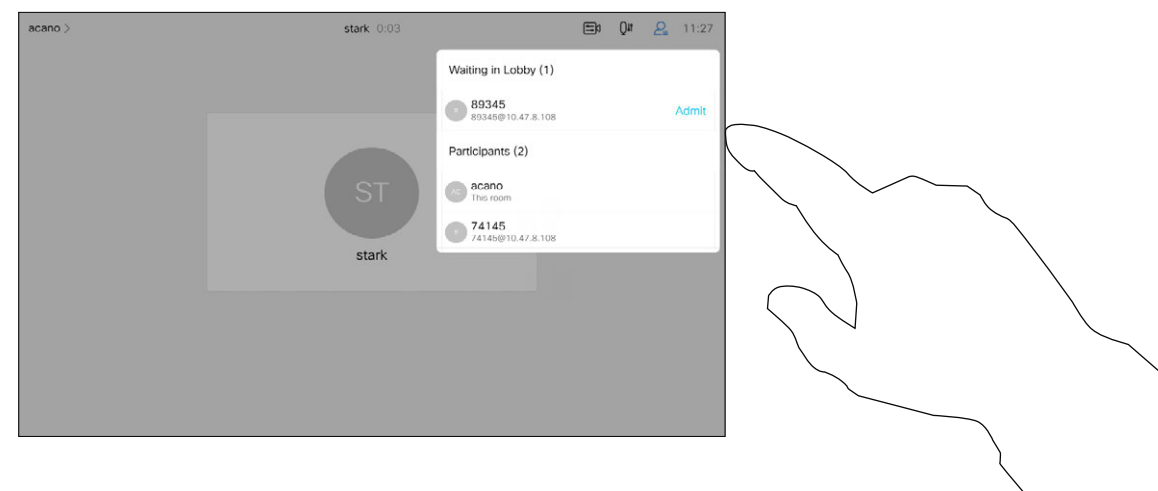 acano
stark 0:03
11:27
Waiting in Lobby (1)
89345
89345@10.47.8.108
Admit
Participants (2)
AC
acano
This room
74145
74145@10.47.8.108
ST
stark